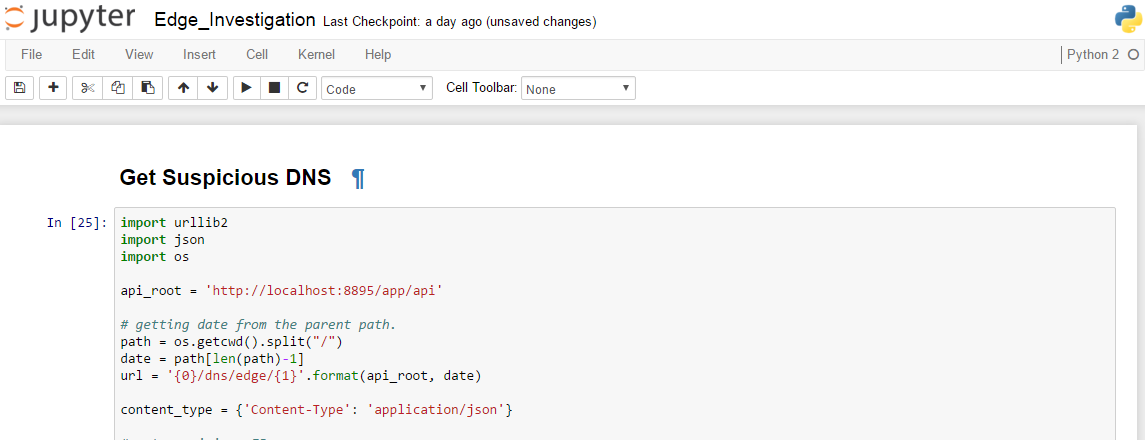 jupyter Edge_Investigation Last Checkpoint: a day ago (unsaved changes)
File Edit View Insert Cell Kernel Help Python 2
Code Cell Toolbar: None
Get Suspicious DNS ¶
In [25]: import urllib2
import json
import os
api_root = 'http://localhost:8895/app/api'
# getting date from the parent path.
path = os.getcwd().split("/")
date = path[len(path)-1]
url = '{0}/dns/edge/{1}'.format(api_root, date)
content_type = {'Content-Type': 'application/json'}